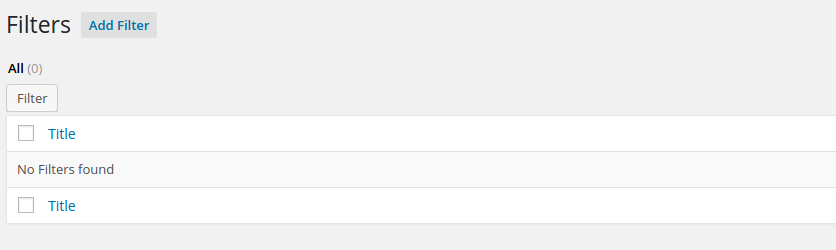 Filters Add Filter
All (0)
Filter
Title
No Filters found
Title